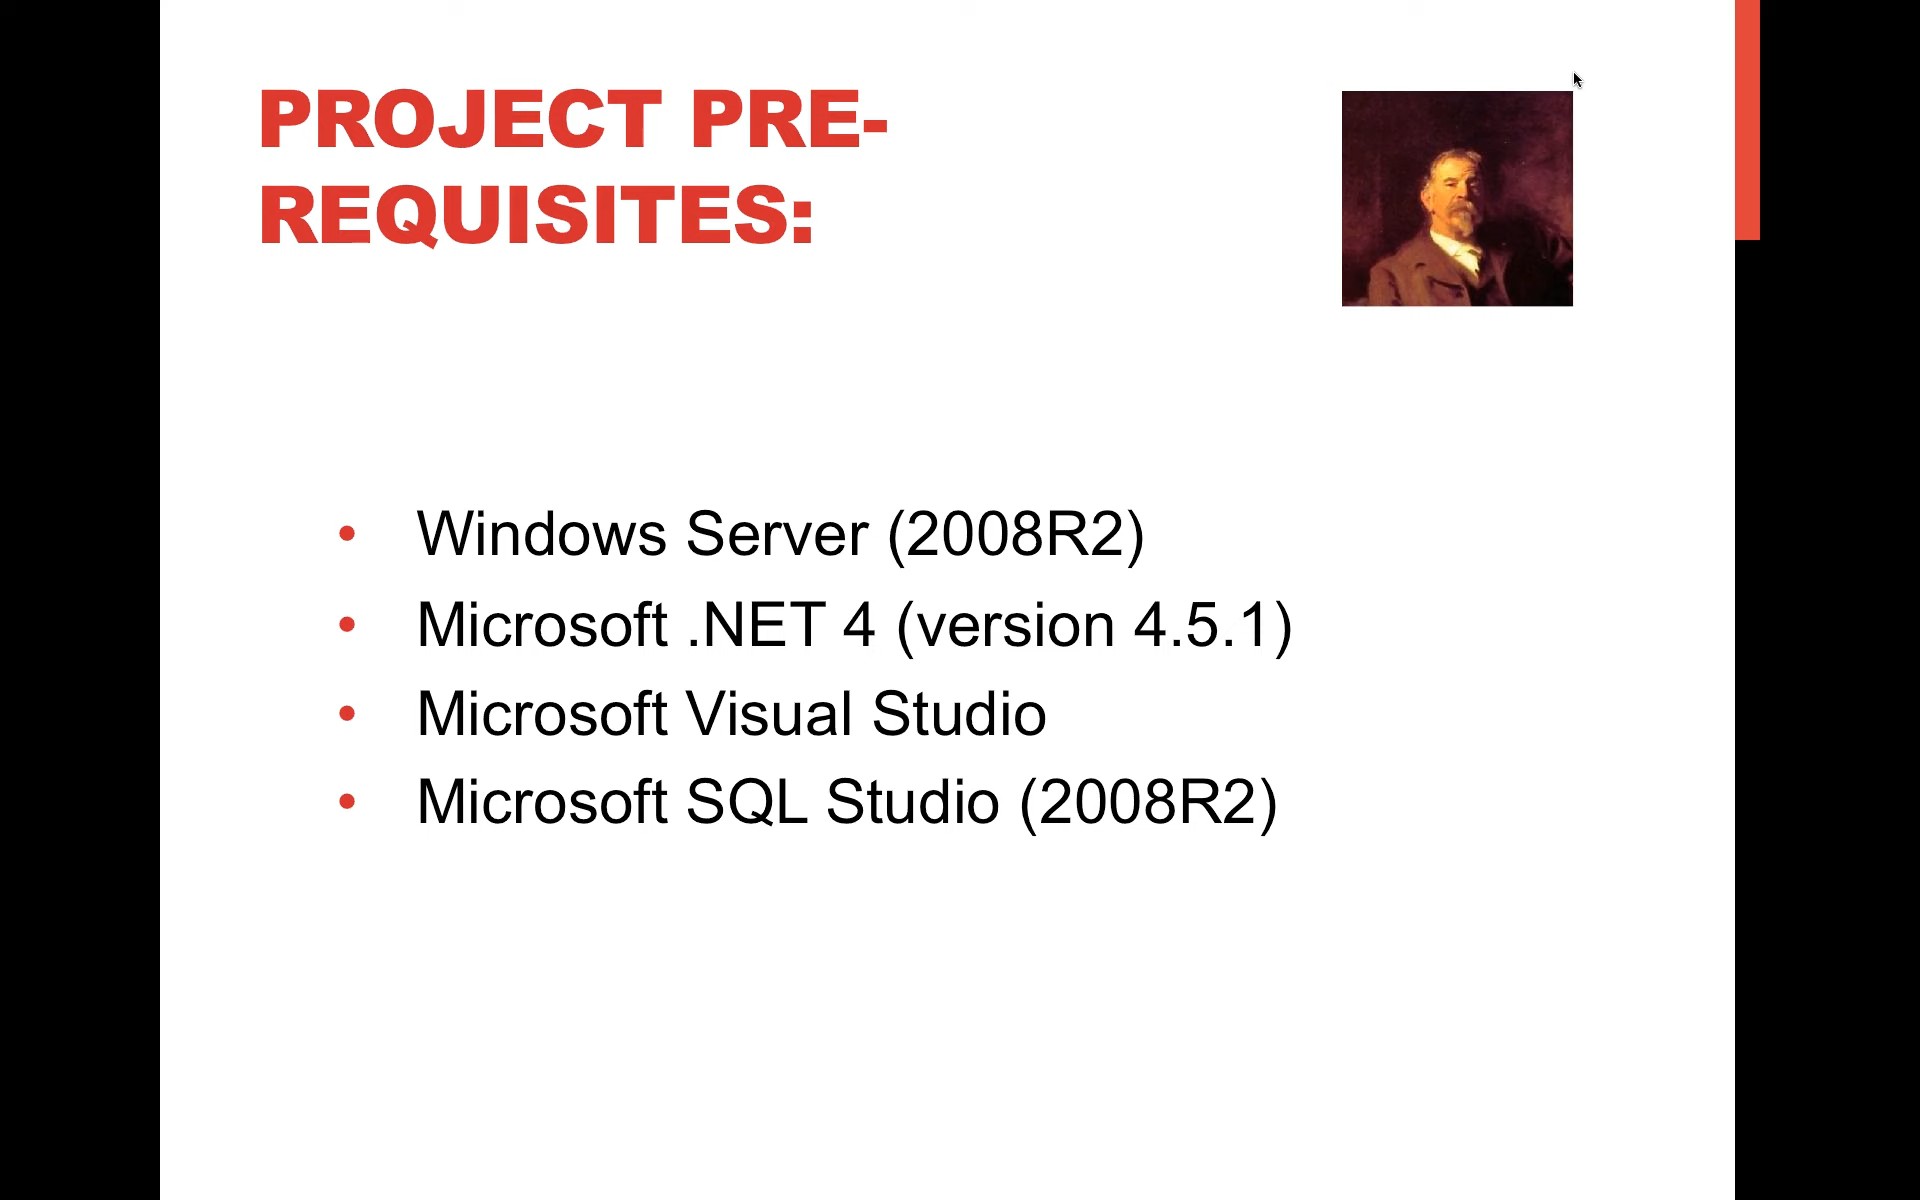 PROJECT PRE-
REQUISITES:
• Windows Server (2008R2)
• Microsoft .NET 4 (version 4.5.1)
• Microsoft Visual Studio
• Microsoft SQL Studio (2008R2)